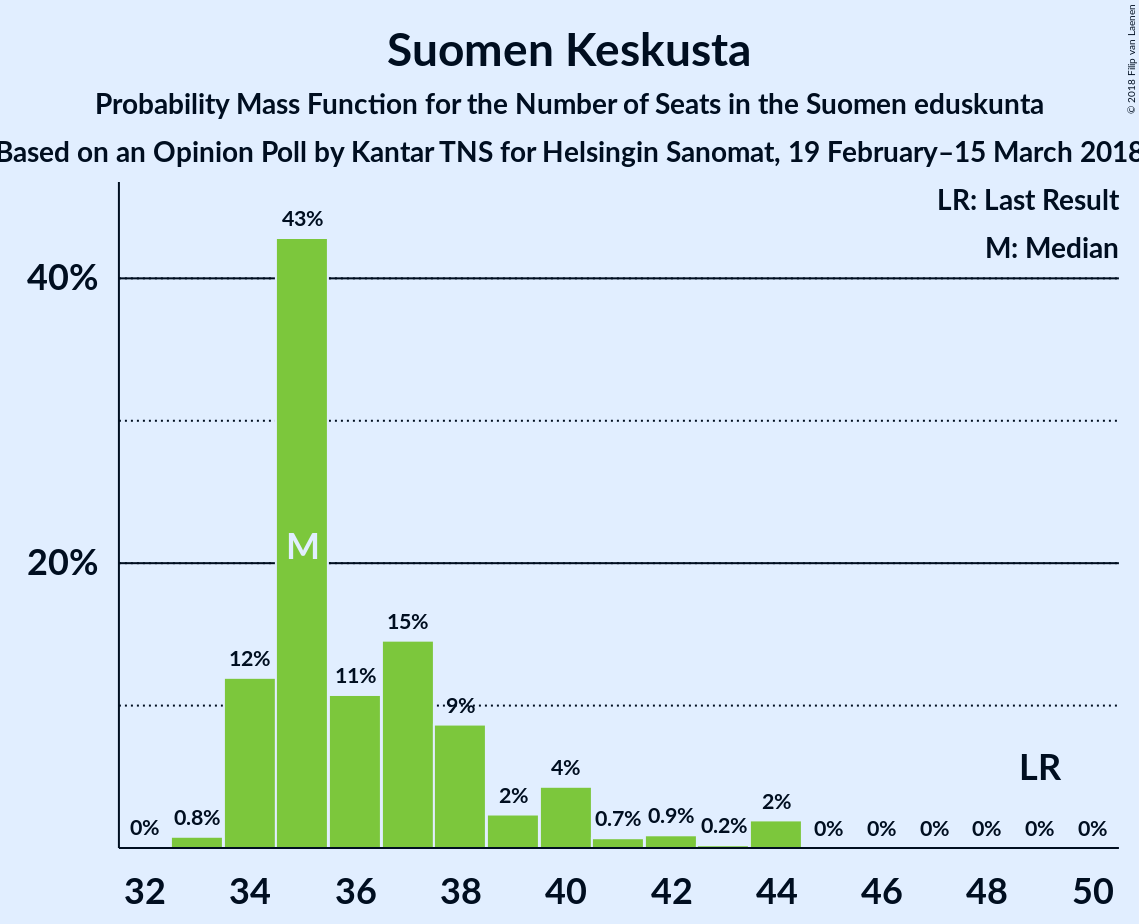 Suomen Keskusta
Probability Mass Function for the Number of Seats in the Suomen eduskunta
Based on an Opinion Poll by Kantar TNS for Helsingin Sanomat, 19 February–15 March 2018
© 2018 Filip van Laenen
LR: Last Result
M: Median
40%
20%
0%
0.8%
12%
43%
M
11%
15%
9%
2%
4%
0.7%
0.9%
0.2%
2%
0%
0%
0%
0%
0%
0%
LR
32 34 36 38 40 42 44 46 48 50